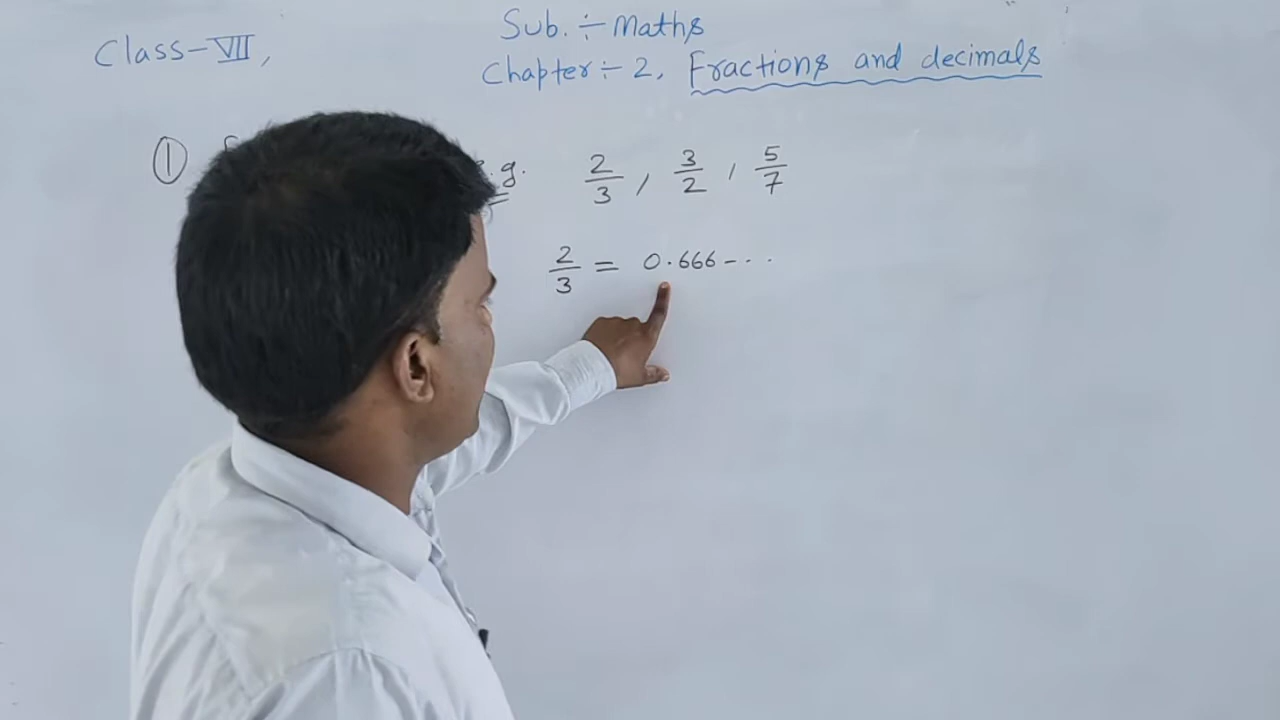 Class-VII,
Sub. ÷ Maths
Chapter ÷ 2, Fractions and decimals
① e.g. 2/3, 3/2, 5/7
2/3 = 0.666-...